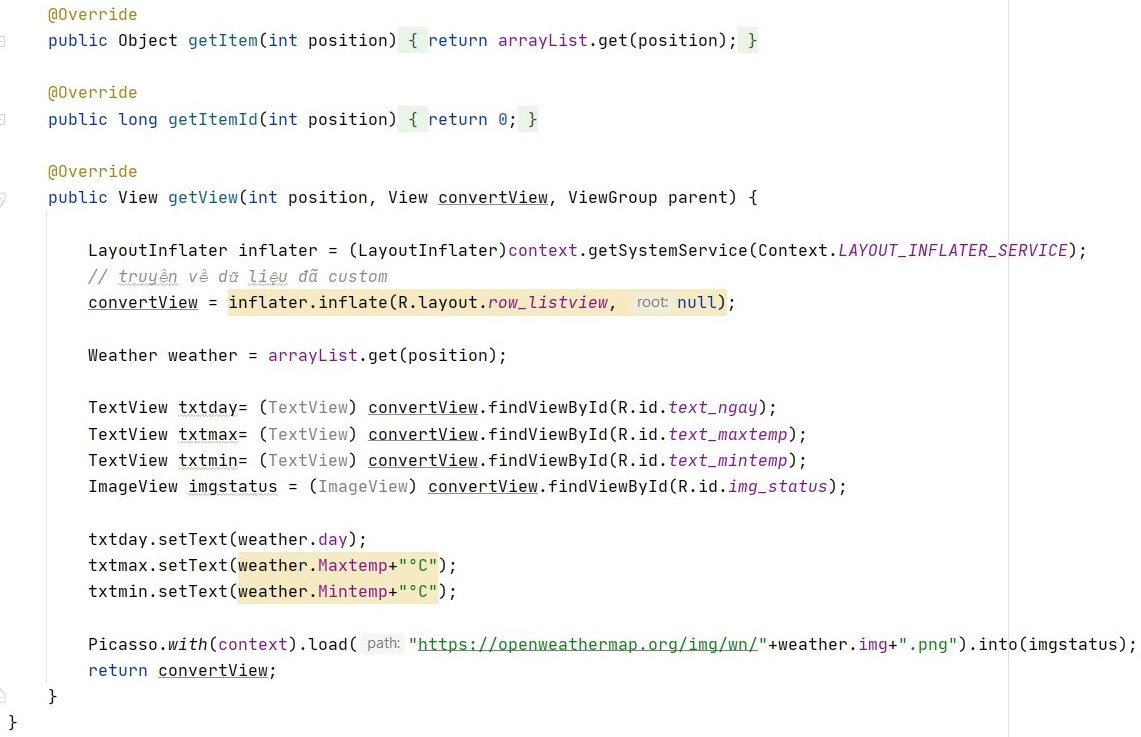 @Override
public Object getItem(int position) { return arrayList.get(position); }
@Override
public long getItemId(int position) { return 0; }
@Override
public View getView(int position, View convertView, ViewGroup parent) {
LayoutInflater inflater = (LayoutInflater)context.getSystemService(Context.LAYOUT_INFLATER_SERVICE);
// truyền về dữ liệu đã custom
convertView = inflater.inflate(R.layout.row_listview, root: null);
Weather weather = arrayList.get(position);
TextView txtday= (TextView) convertView.findViewById(R.id.text_ngay);
TextView txtmax= (TextView) convertView.findViewById(R.id.text_maxtemp);
TextView txtmin= (TextView) convertView.findViewById(R.id.text_mintemp);
ImageView imgstatus = (ImageView) convertView.findViewById(R.id.img_status);
txtday.setText(weather.day);
txtmax.setText(weather.Maxtemp+"°C");
txtmin.setText(weather.Mintemp+"°C");
Picasso.with(context).load( path: "https://openweathermap.org/img/wn/"+weather.img+".png").into(imgstatus);
return convertView;
}
}